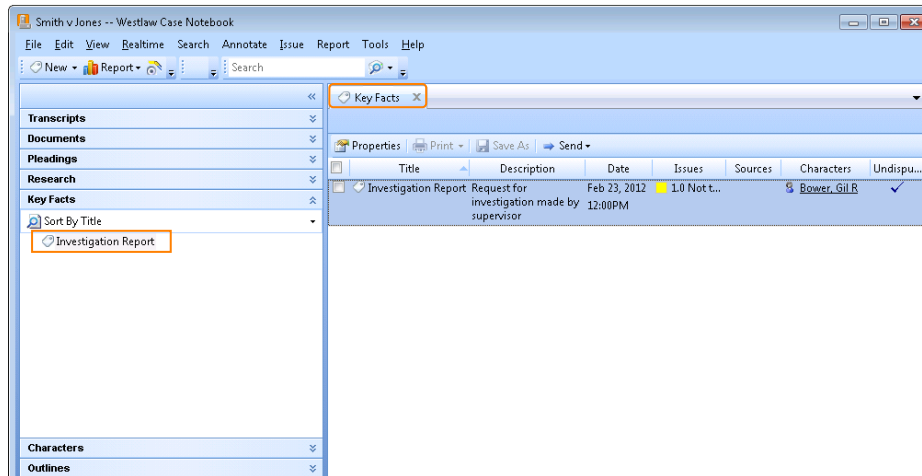 Smith v Jones -- Westlaw Case Notebook
File Edit View Realtime Search Annotate Issue Report Tools Help
New Report Search
Key Facts
Transcripts
Documents
Pleadings
Research
Key Facts
Sort By Title
Investigation Report
Characters
Outlines
Properties Print Save As Send
Title Description Date Issues Sources Characters Undispu...
Investigation Report Request for Feb 23, 2012 1.0 Not t... Bower, Gil R
investigation made by 12:00PM
supervisor